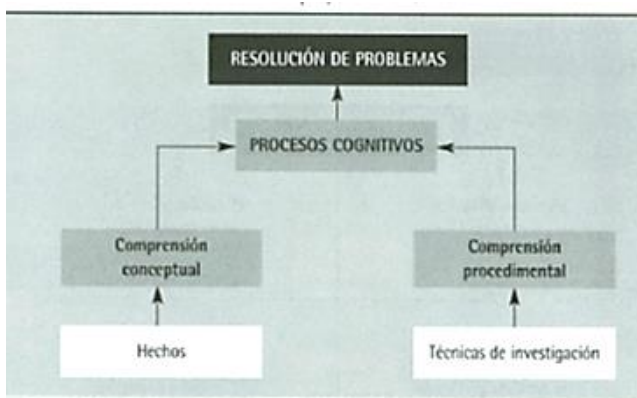 RESOLUCIÓN DE PROBLEMAS
PROCESOS COGNITIVOS
Comprensión
conceptual
Comprensión
procedimental
Hechos
Técnicas de investigación